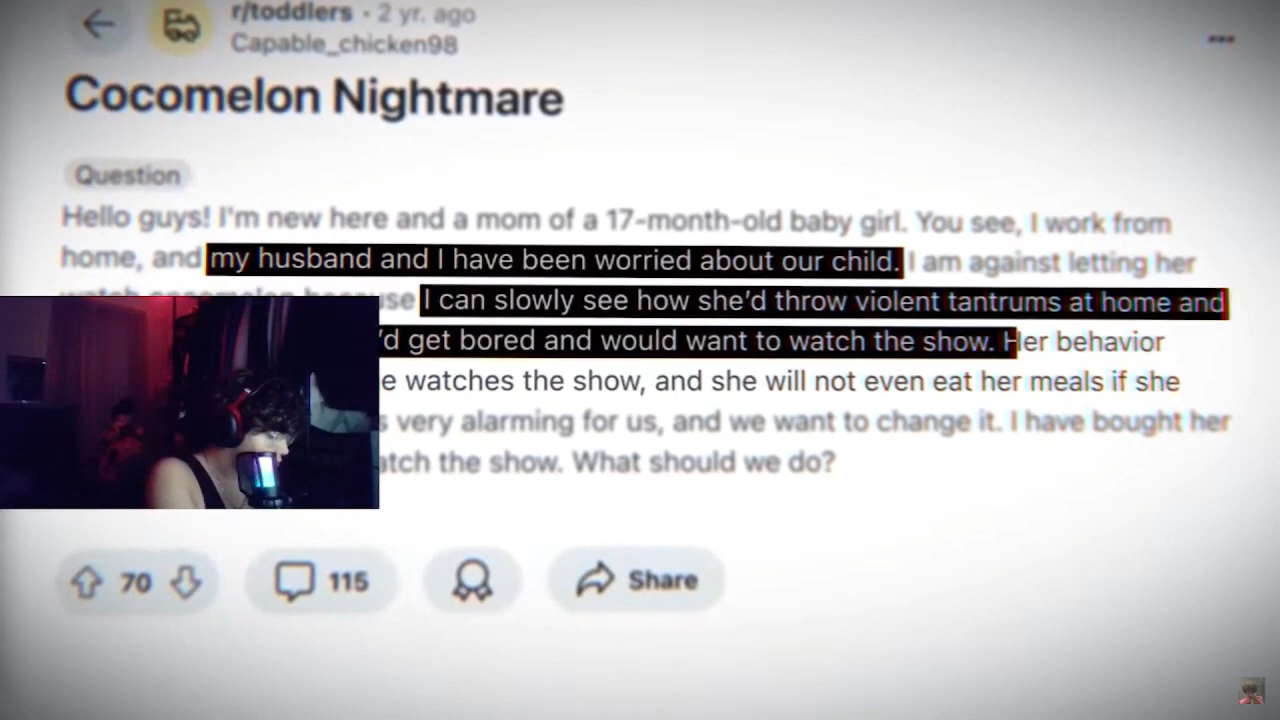 r/toddlers · 2 yr. ago
Capable_chicken98
Cocomelon Nightmare
Question
Hello guys! I'm new here and a mom of a 17-month-old baby girl. You see, I work from
home, and my husband and I have been worried about our child. I am against letting her
I can slowly see how she'd throw violent tantrums at home and
'd get bored and would want to watch the show. Her behavior
e watches the show, and she will not even eat her meals if she
s very alarming for us, and we want to change it. I have bought her
atch the show. What should we do?
70
115
Share